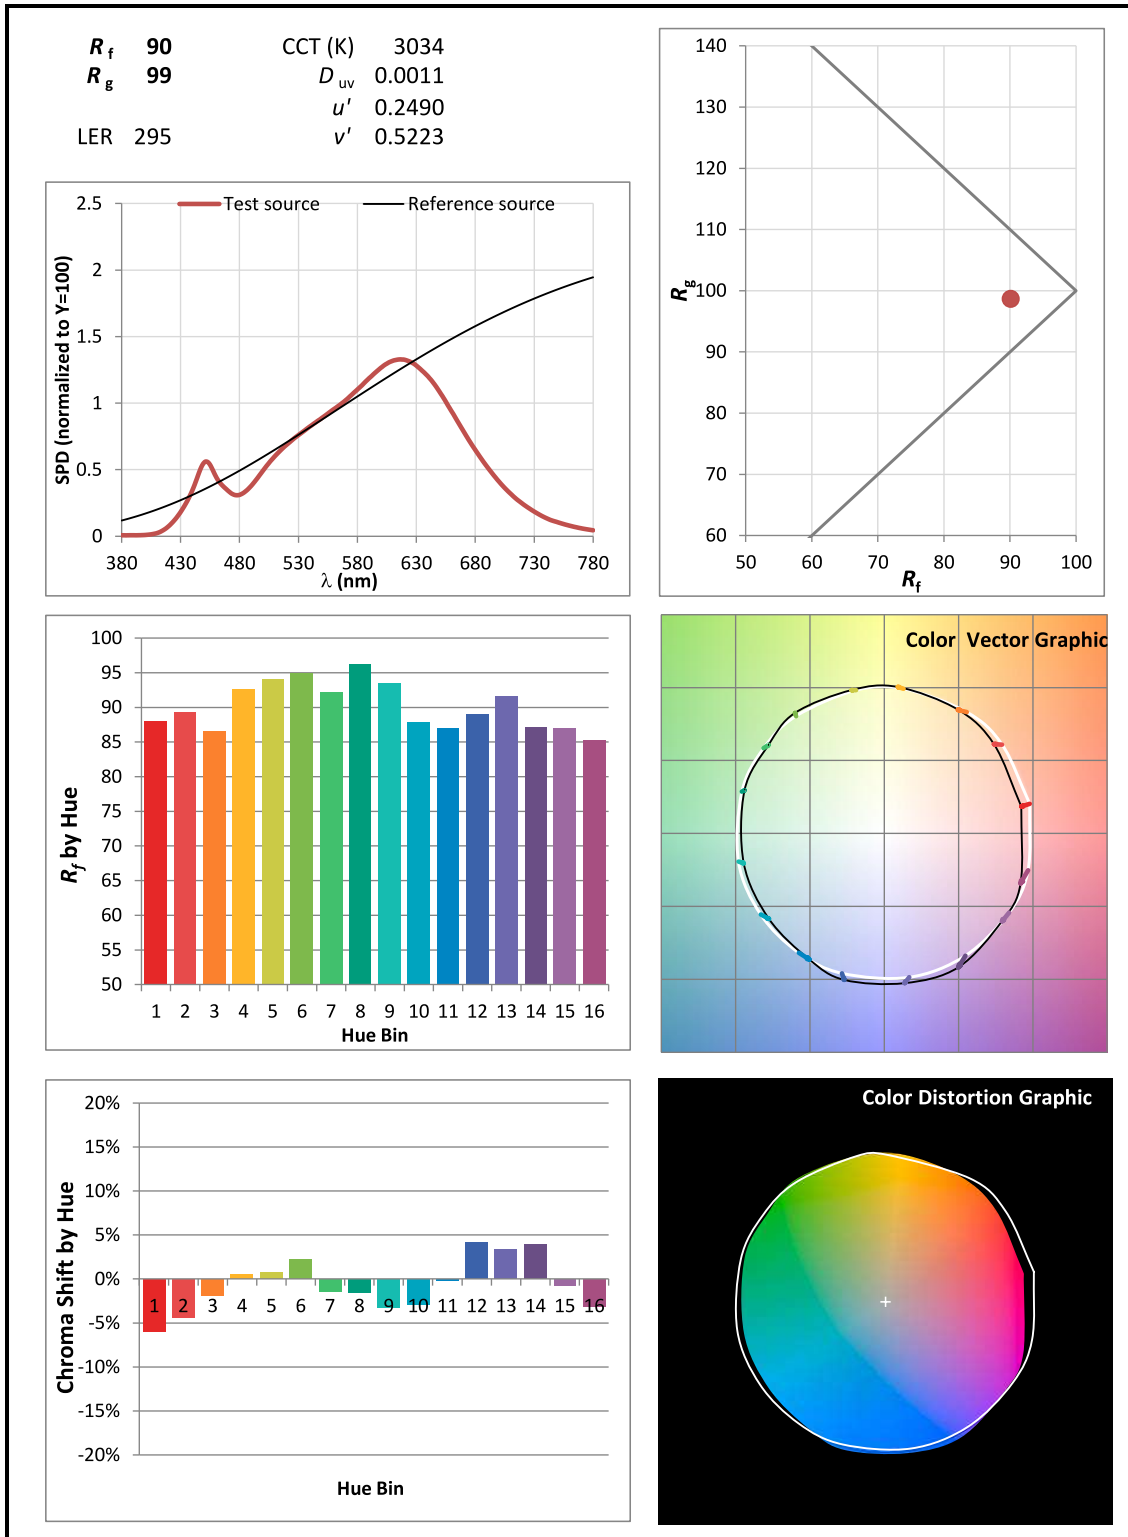 Rf 90 CCT (K) 3034
Rg 99 Duv 0.0011
u' 0.2490
LER 295 v' 0.5223
2.5
2
1.5
1
0.5
0
380 430 480 530 580 630 680 730 780
SPD (normalized to Y=100)
λ (nm)
Test source Reference source
140
130
120
110
100
90
80
70
60
50 60 70 80 90 100
Rg
Rf
100
95
90
85
80
75
70
65
60
55
50
1 2 3 4 5 6 7 8 9 10 11 12 13 14 15 16
Rf by Hue
Hue Bin
Color Vector Graphic
20%
15%
10%
5%
0%
-5%
-10%
-15%
-20%
1 2 3 4 5 6 7 8 9 10 11 12 13 14 15 16
Chroma Shift by Hue
Hue Bin
Color Distortion Graphic